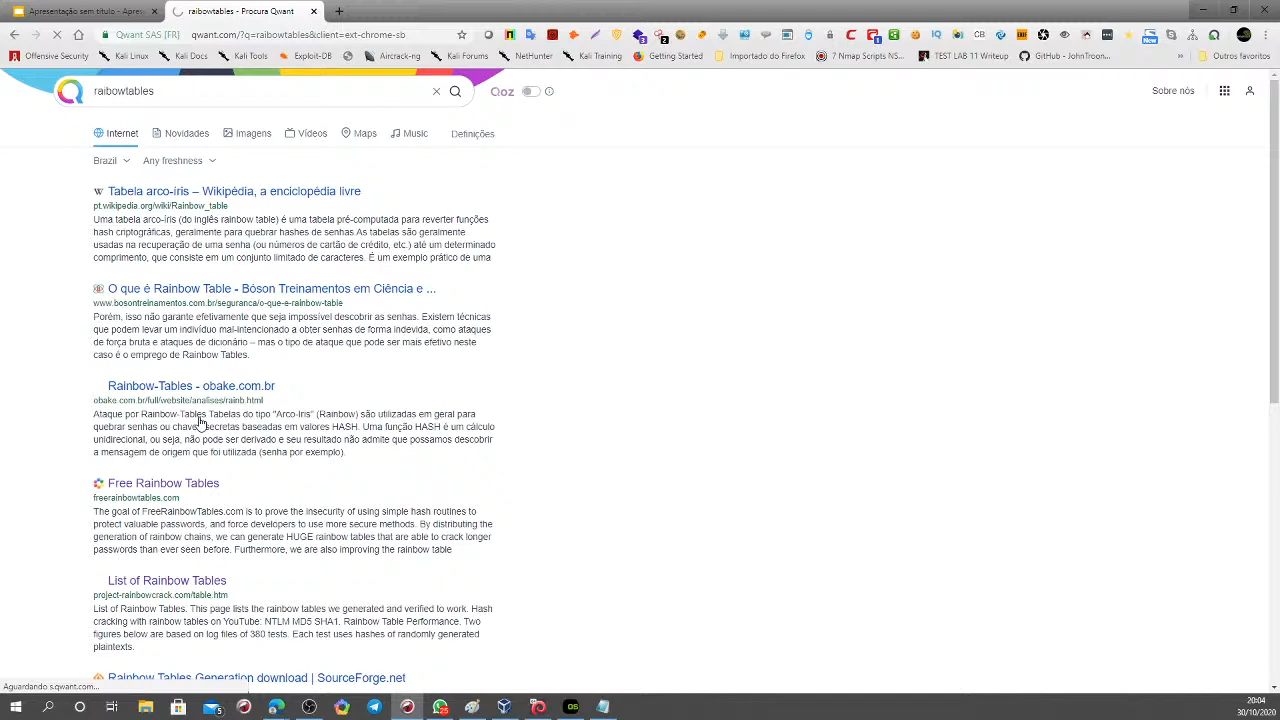 Apresentação sem título - Apres
raibowtables - Procura Qwant
Qwant SAS [FR]
qwant.com/?q=raibowtables&client=ext-chrome-sb
Offensive Security
Kali Linux
Kali Docs
Kali Tools
Exploit-DB
Aircrack-ng
Kali Forums
NetHunter
Kali Training
Getting Started
Importado do Firefox
7 Nmap Scripts NS...
TEST LAB 11 Writeup
GitHub - JohnTroon...
Outros favoritos
raibowtables
Qoz
Sobre nós
Internet
Novidades
Imagens
Vídeos
Maps
Music
Definições
Brazil
Any freshness
W Tabela arco-íris – Wikipédia, a enciclopédia livre
pt.wikipedia.org/wiki/Rainbow_table
Uma tabela arco-íris (do inglês rainbow table) é uma tabela pré-computada para reverter funções
hash criptográficas, geralmente para quebrar hashes de senhas.As tabelas são geralmente
usadas na recuperação de uma senha (ou números de cartão de crédito, etc.) até um determinado
comprimento, que consiste em um conjunto limitado de caracteres. É um exemplo prático de uma
O que é Rainbow Table - Bóson Treinamentos em Ciência e ...
www.bosontreinamentos.com.br/seguranca/o-que-e-rainbow-table
Porém, isso não garante efetivamente que seja impossível descobrir as senhas. Existem técnicas
que podem levar um indivíduo mal-intencionado a obter senhas de forma indevida, como ataques
de força bruta e ataques de dicionário – mas o tipo de ataque que pode ser mais efetivo neste
caso é o emprego de Rainbow Tables.
Rainbow-Tables - obake.com.br
obake.com.br/full/website/analises/rainb.html
Ataque por Rainbow-Tables Tabelas do tipo "Arco-Iris" (Rainbow) são utilizadas em geral para
quebrar senhas ou chaves secretas baseadas em valores HASH. Uma função HASH é um cálculo
unidirecional, ou seja, não pode ser derivado e seu resultado não admite que possamos descobrir
a mensagem de origem que foi utilizada (senha por exemplo).
Free Rainbow Tables
freerainbowtables.com
The goal of FreeRainbowTables.com is to prove the insecurity of using simple hash routines to
protect valuable passwords, and force developers to use more secure methods. By distributing the
generation of rainbow chains, we can generate HUGE rainbow tables that are able to crack longer
passwords than ever seen before. Furthermore, we are also improving the rainbow table
List of Rainbow Tables
project-rainbowcrack.com/table.htm
List of Rainbow Tables. This page lists the rainbow tables we generated and verified to work. Hash
cracking with rainbow tables on YouTube: NTLM MD5 SHA1. Rainbow Table Performance. Two
figures below are based on log files of 380 tests. Each test uses hashes of randomly generated
plaintexts.
Rainbow Tables Generation download | SourceForge.net
Aguardando s.qwant.com...
20:04
30/10/2020